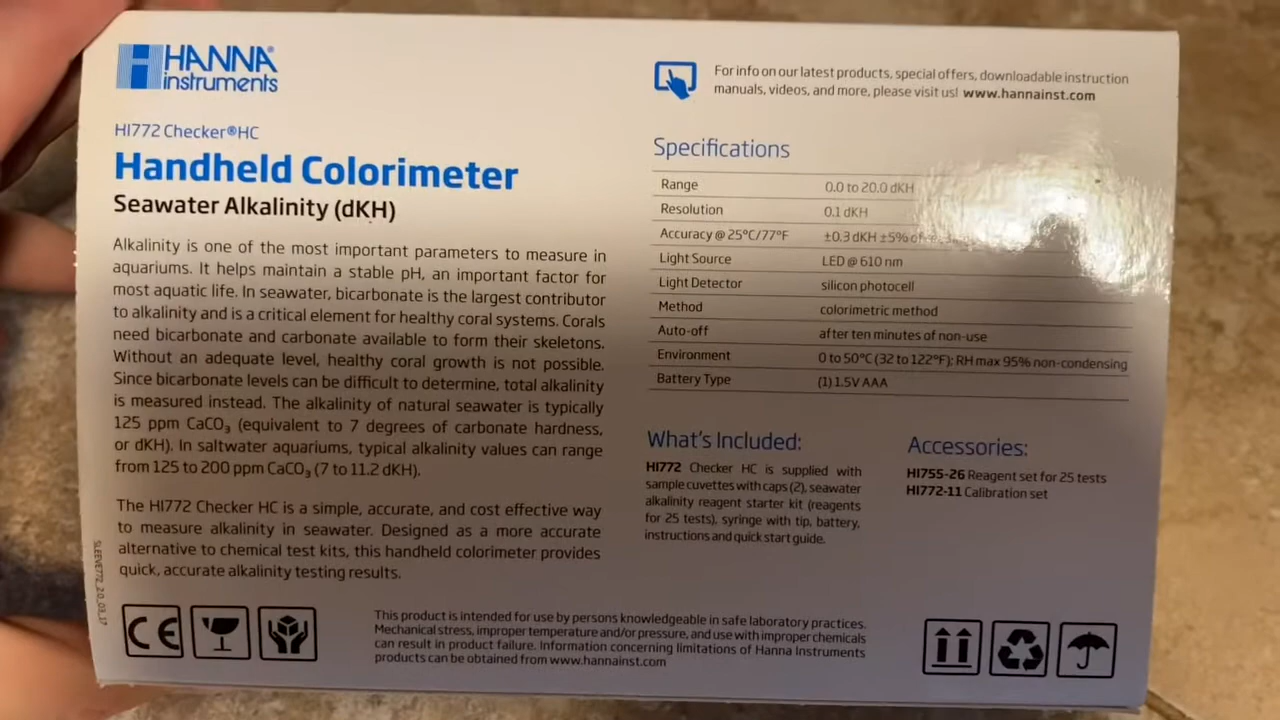 HANNA®
instruments
HI772 Checker®HC
Handheld Colorimeter
Seawater Alkalinity (dKH)
Alkalinity is one of the most important parameters to measure in
aquariums. It helps maintain a stable pH, an important factor for
most aquatic life. In seawater, bicarbonate is the largest contributor
to alkalinity and is a critical element for healthy coral systems. Corals
need bicarbonate and carbonate available to form their skeletons.
Without an adequate level, healthy coral growth is not possible.
Since bicarbonate levels can be difficult to determine, total alkalinity
is measured instead. The alkalinity of natural seawater is typically
125 ppm CaCO₃ (equivalent to 7 degrees of carbonate hardness,
or dKH). In saltwater aquariums, typical alkalinity values can range
from 125 to 200 ppm CaCO₃ (7 to 11.2 dKH).
The HI772 Checker HC is a simple, accurate, and cost effective way
to measure alkalinity in seawater. Designed as a more accurate
alternative to chemical test kits, this handheld colorimeter provides
quick, accurate alkalinity testing results.
For info on our latest products, special offers, downloadable instruction
manuals, videos, and more, please visit us! www.hannainst.com
Specifications
Range 0.0 to 20.0 dKH
Resolution 0.1 dKH
Accuracy @ 25°C/77°F ±0.3 dKH ±5% of
Light Source LED @ 610 nm
Light Detector silicon photocell
Method colorimetric method
Auto-off after ten minutes of non-use
Environment 0 to 50°C (32 to 122°F); RH max 95% non-condensing
Battery Type (1) 1.5V AAA
What's Included:
HI772 Checker HC is supplied with
sample cuvettes with caps (2), seawater
alkalinity reagent starter kit (reagents
for 25 tests), syringe with tip, battery,
instructions and quick start guide.
Accessories:
HI755-26 Reagent set for 25 tests
HI772-11 Calibration set
SLEEVE772_2.0_03_17
CE
This product is intended for use by persons knowledgeable in safe laboratory practices.
Mechanical stress, improper temperature and/or pressure, and use with improper chemicals
can result in product failure. Information concerning limitations of Hanna Instruments
products can be obtained from www.hannainst.com